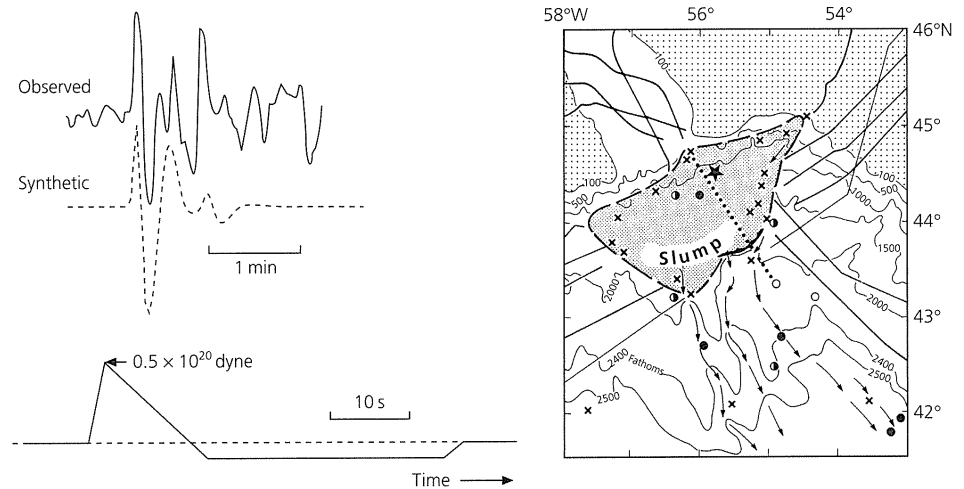 Observed
Synthetic
1 min
0.5 × 10²⁰ dyne
10 s
Time
58°W 56° 54°
46°N
45°
44°
43°
42°
100
100
500
100
500
1000
1500
2000
2000
2400 Fathoms
2500
2400
2500
Slump